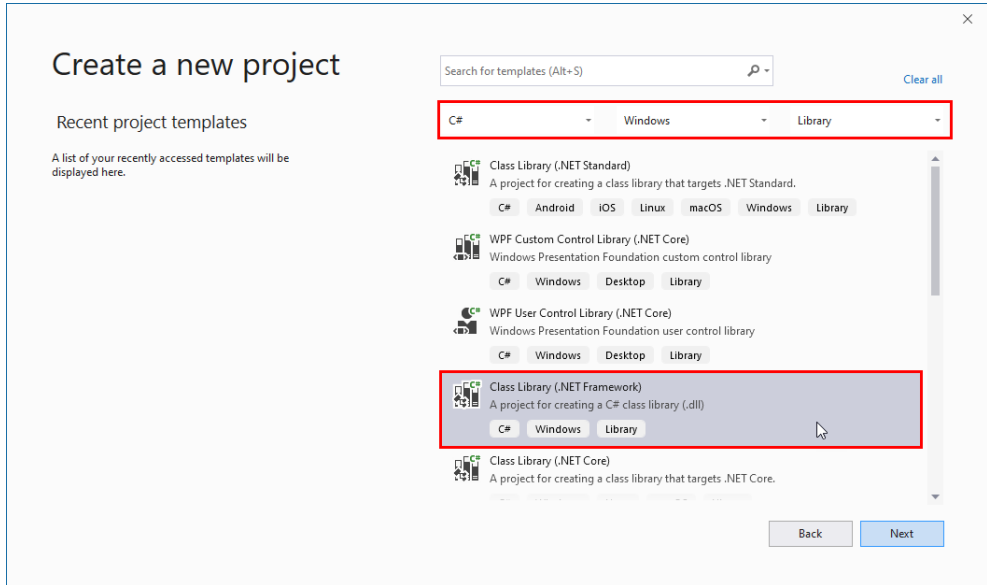 Create a new project
Search for templates (Alt+S)
Clear all
Recent project templates
A list of your recently accessed templates will be
displayed here.
C# Windows Library
Class Library (.NET Standard)
A project for creating a class library that targets .NET Standard.
C# Android iOS Linux macOS Windows Library
WPF Custom Control Library (.NET Core)
Windows Presentation Foundation custom control library
C# Windows Desktop Library
WPF User Control Library (.NET Core)
Windows Presentation Foundation user control library
C# Windows Desktop Library
Class Library (.NET Framework)
A project for creating a C# class library (.dll)
C# Windows Library
Class Library (.NET Core)
A project for creating a class library that targets .NET Core.
Back Next